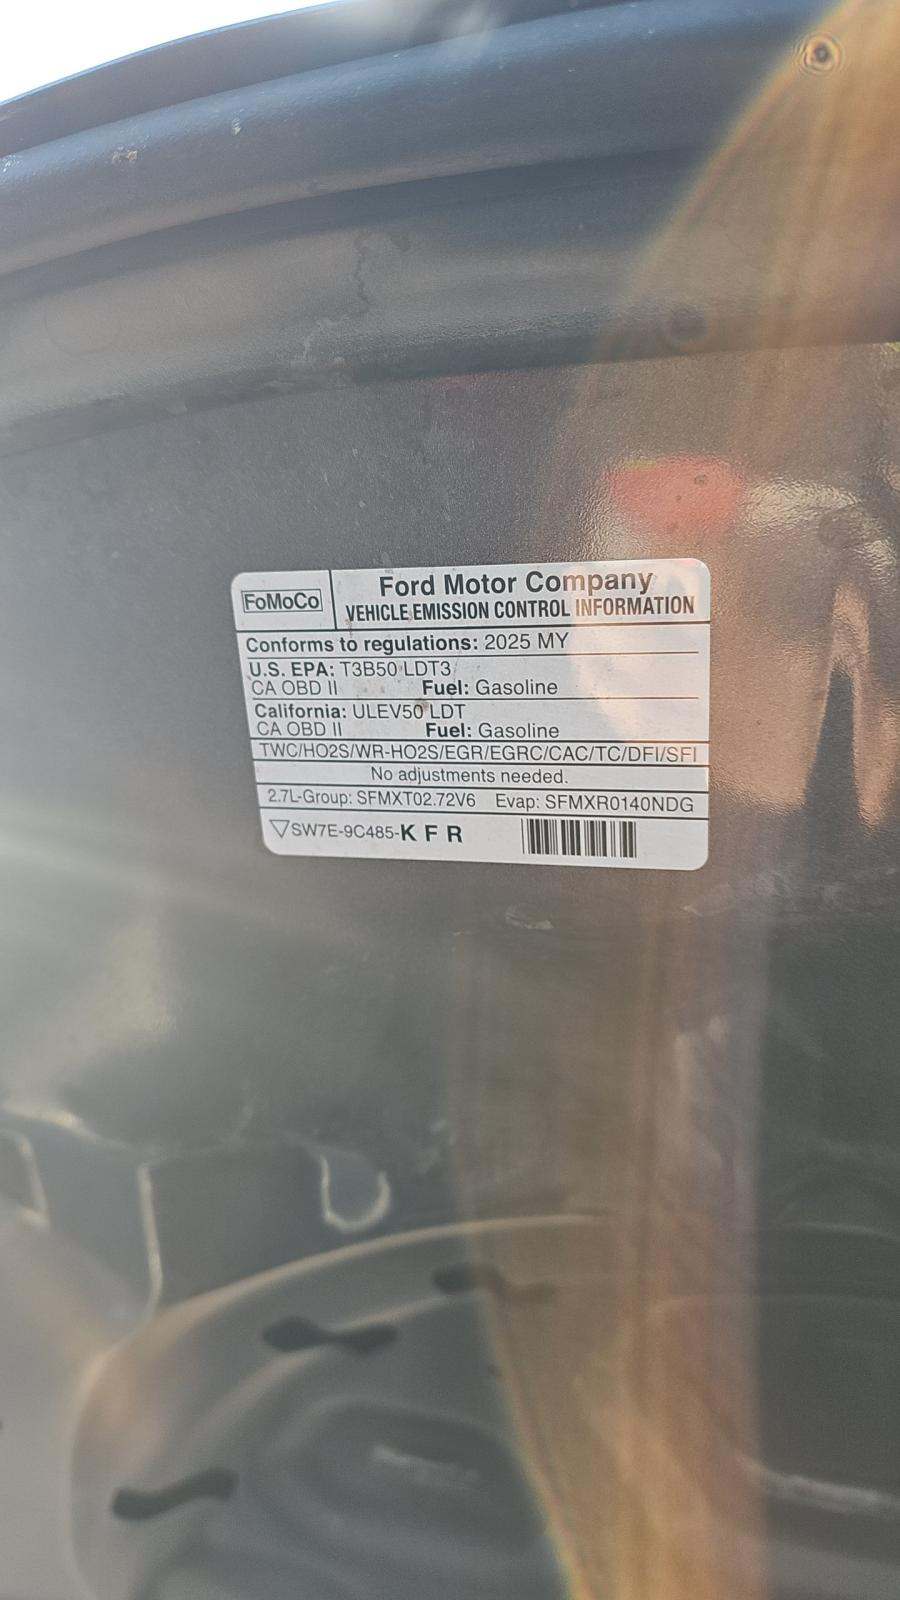 FoMoCo
Ford Motor Company
VEHICLE EMISSION CONTROL INFORMATION
Conforms to regulations: 2025 MY
U.S. EPA: T3B50 LDT3
CA OBD II Fuel: Gasoline
California: ULEV50 LDT
CA OBD II Fuel: Gasoline
TWC/HO2S/WR-HO2S/EGR/EGRC/CAC/TC/DFI/SFI
No adjustments needed.
2.7L-Group: SFMXT02.72V6 Evap: SFMXR0140NDG
SW7E-9C485-K F R